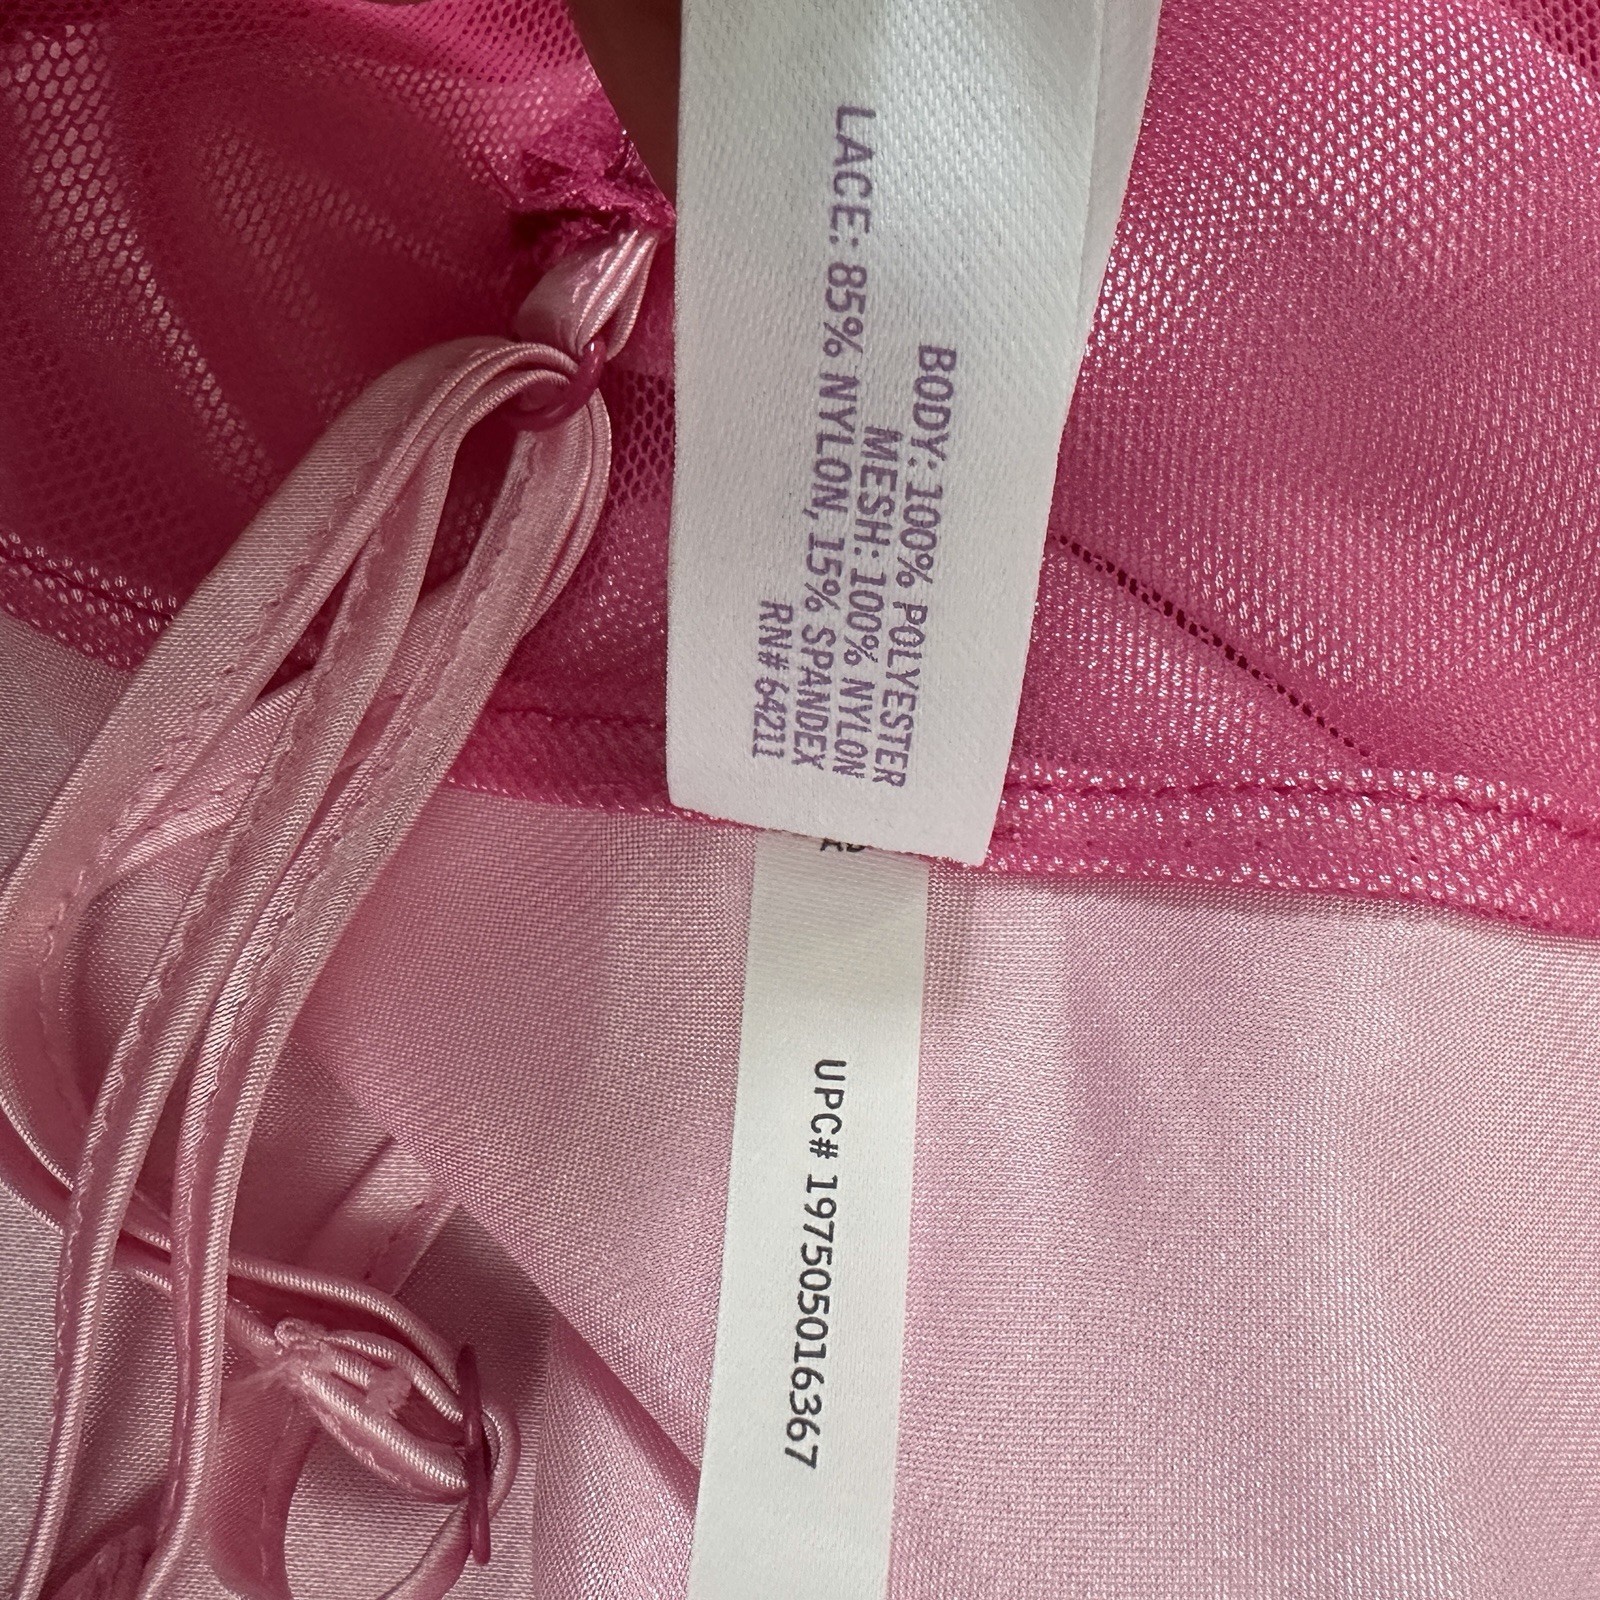 BODY: 100% POLYESTER
MESH: 100% NYLON
LACE: 85% NYLON, 15% SPANDEX
RN# 64211
UPC# 197505016367